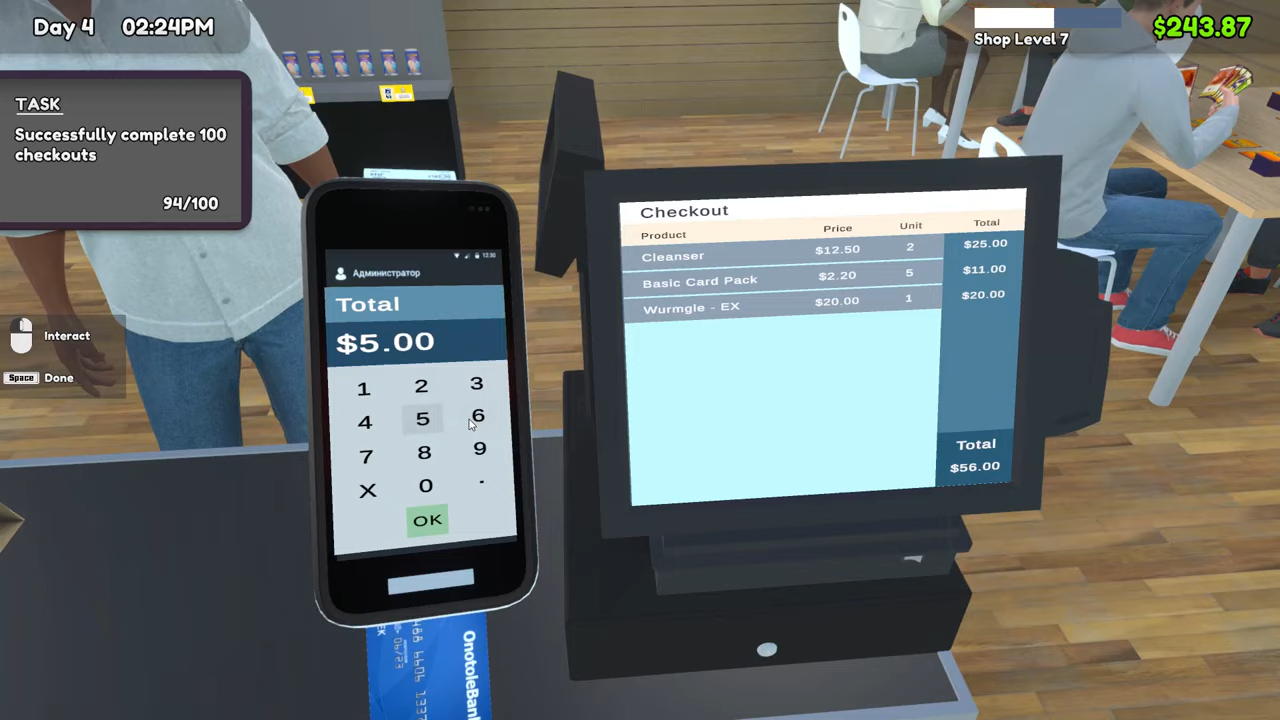 Day 4 02:24PM
$243.87
Shop Level 7
TASK
Successfully complete 100
checkouts
94/100
Interact
Space Done
12:30
Администратор
Total
$5.00
1 2 3
4 5 6
7 8 9
X 0 .
OK
Checkout
Product Price Unit Total
Cleanser $12.50 2 $25.00
Basic Card Pack $2.20 5 $11.00
Wurmgle - EX $20.00 1 $20.00
Total
$56.00
OnotoleBank